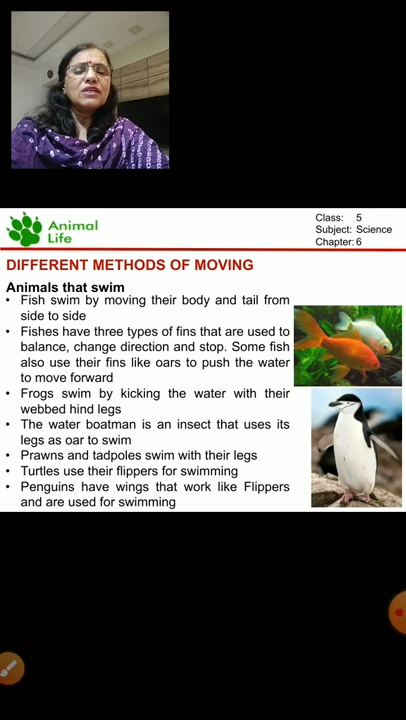 Animal
Life
Class: 5
Subject: Science
Chapter: 6
DIFFERENT METHODS OF MOVING
Animals that swim
• Fish swim by moving their body and tail from
side to side
• Fishes have three types of fins that are used to
balance, change direction and stop. Some fish
also use their fins like oars to push the water
to move forward
• Frogs swim by kicking the water with their
webbed hind legs
• The water boatman is an insect that uses its
legs as oar to swim
• Prawns and tadpoles swim with their legs
• Turtles use their flippers for swimming
• Penguins have wings that work like Flippers
and are used for swimming